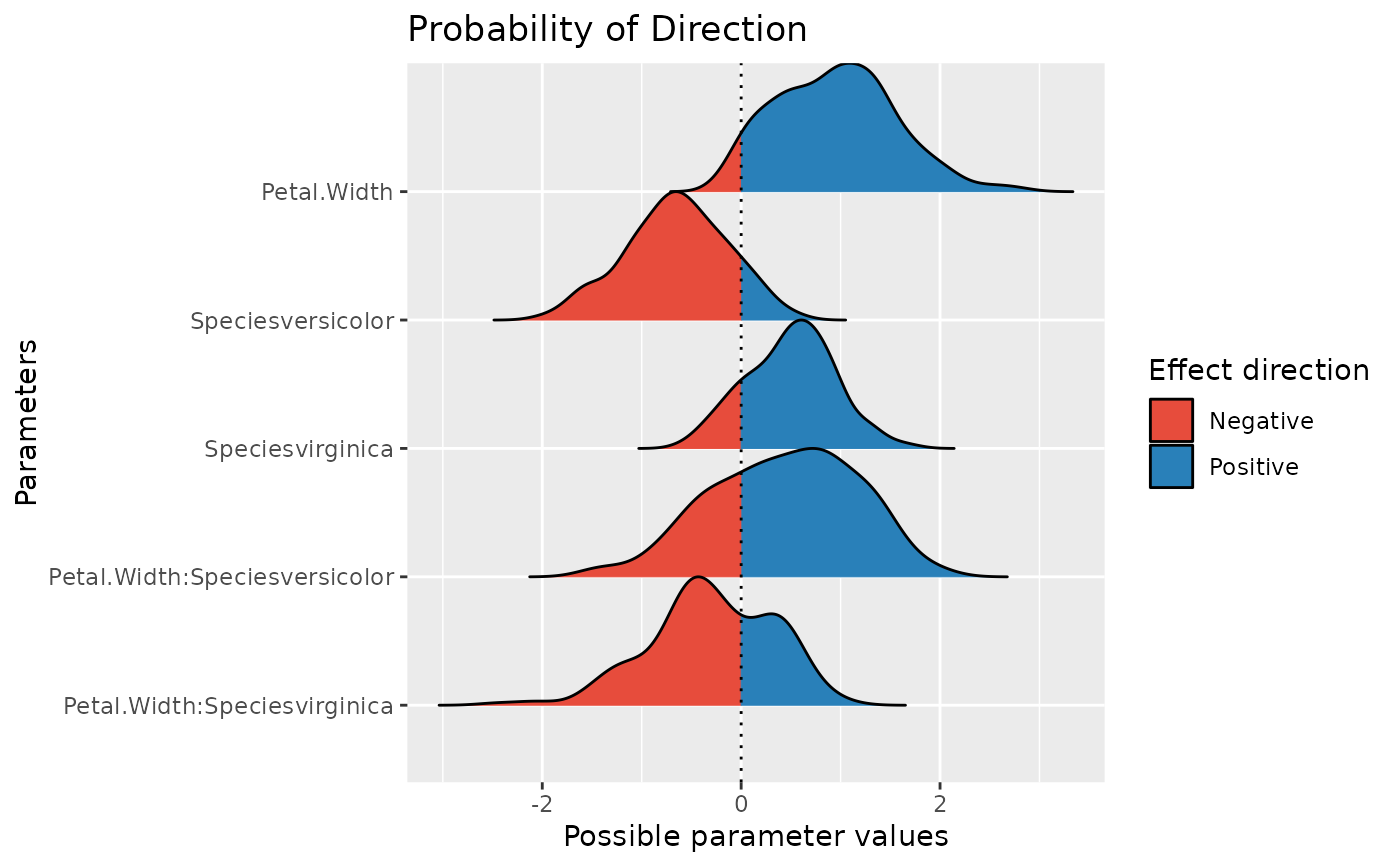 Probability of Direction
Parameters
Petal.Width
Speciesversicolor
Speciesvirginica
Petal.Width:Speciesversicolor
Petal.Width:Speciesvirginica
-2
0
2
Possible parameter values
Effect direction
Negative
Positive